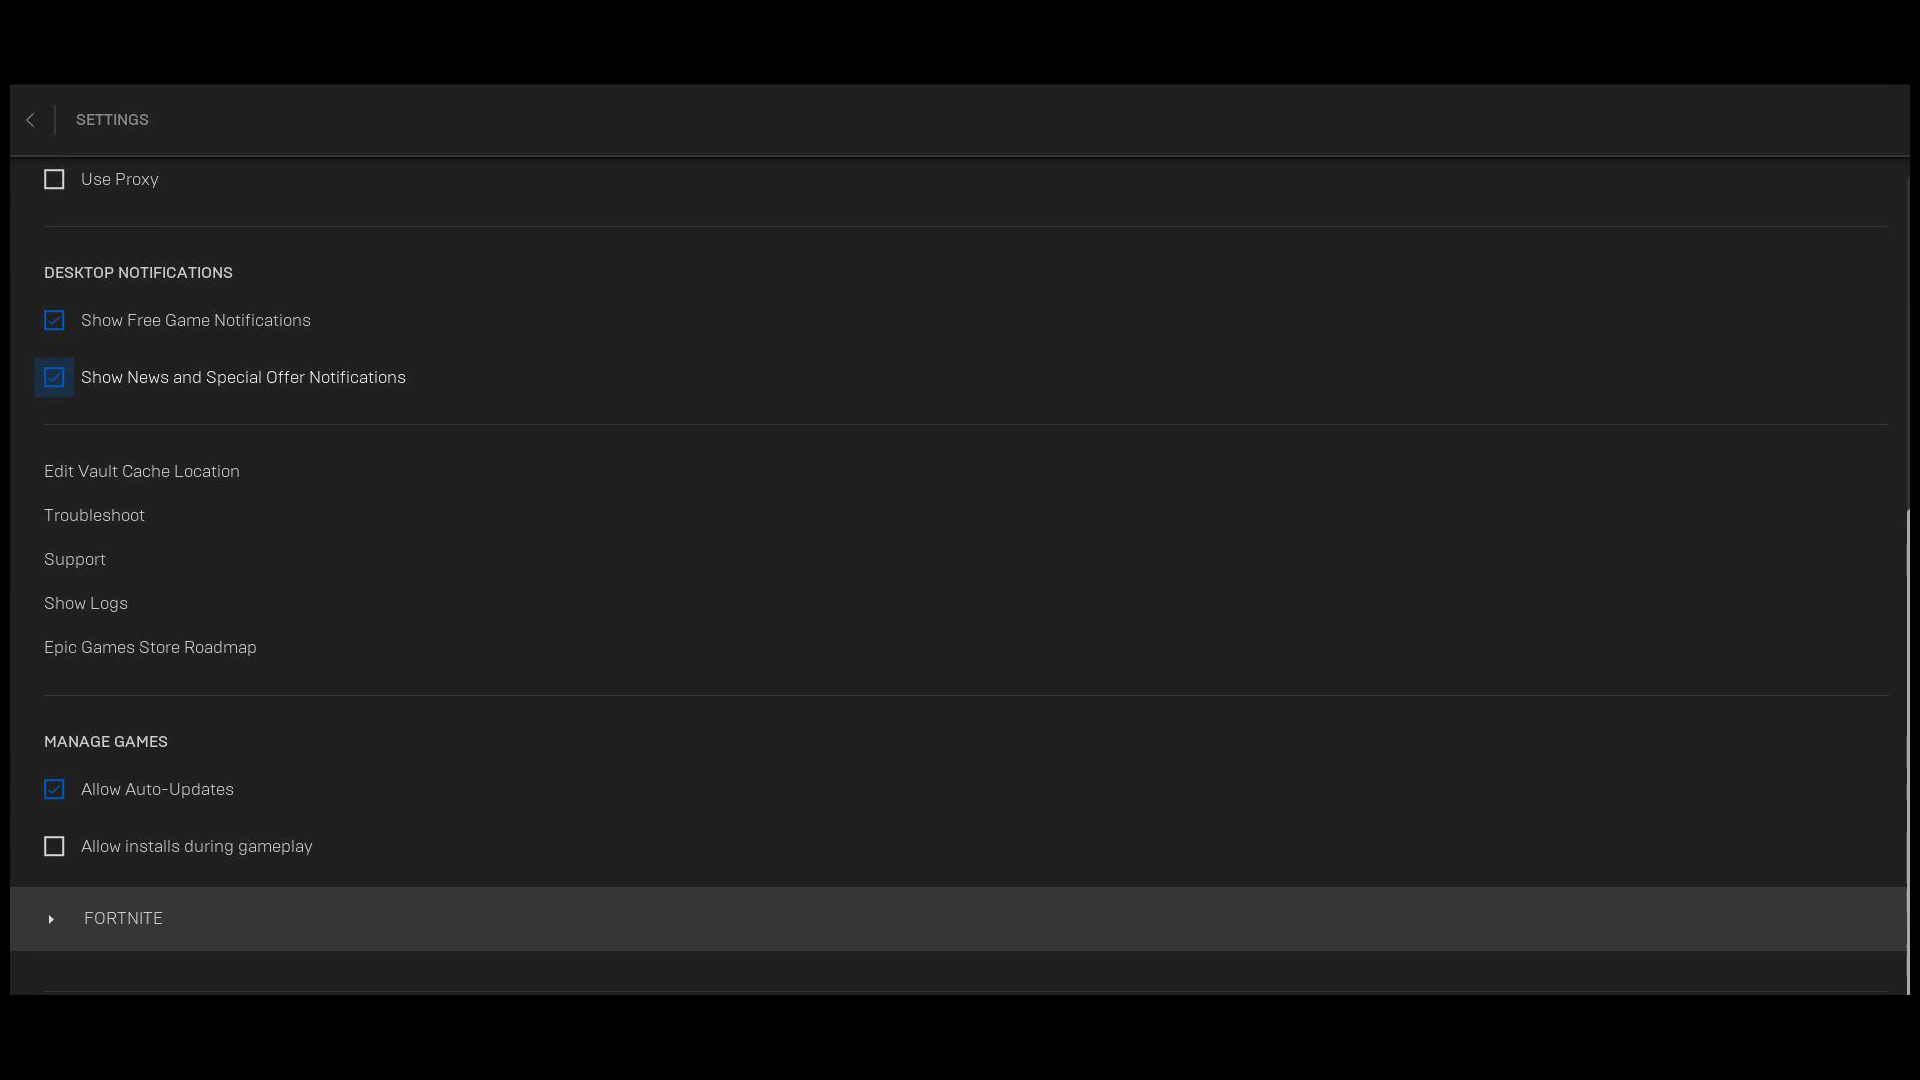 SETTINGS
Use Proxy
DESKTOP NOTIFICATIONS
Show Free Game Notifications
Show News and Special Offer Notifications
Edit Vault Cache Location
Troubleshoot
Support
Show Logs
Epic Games Store Roadmap
MANAGE GAMES
Allow Auto-Updates
Allow installs during gameplay
FORTNITE